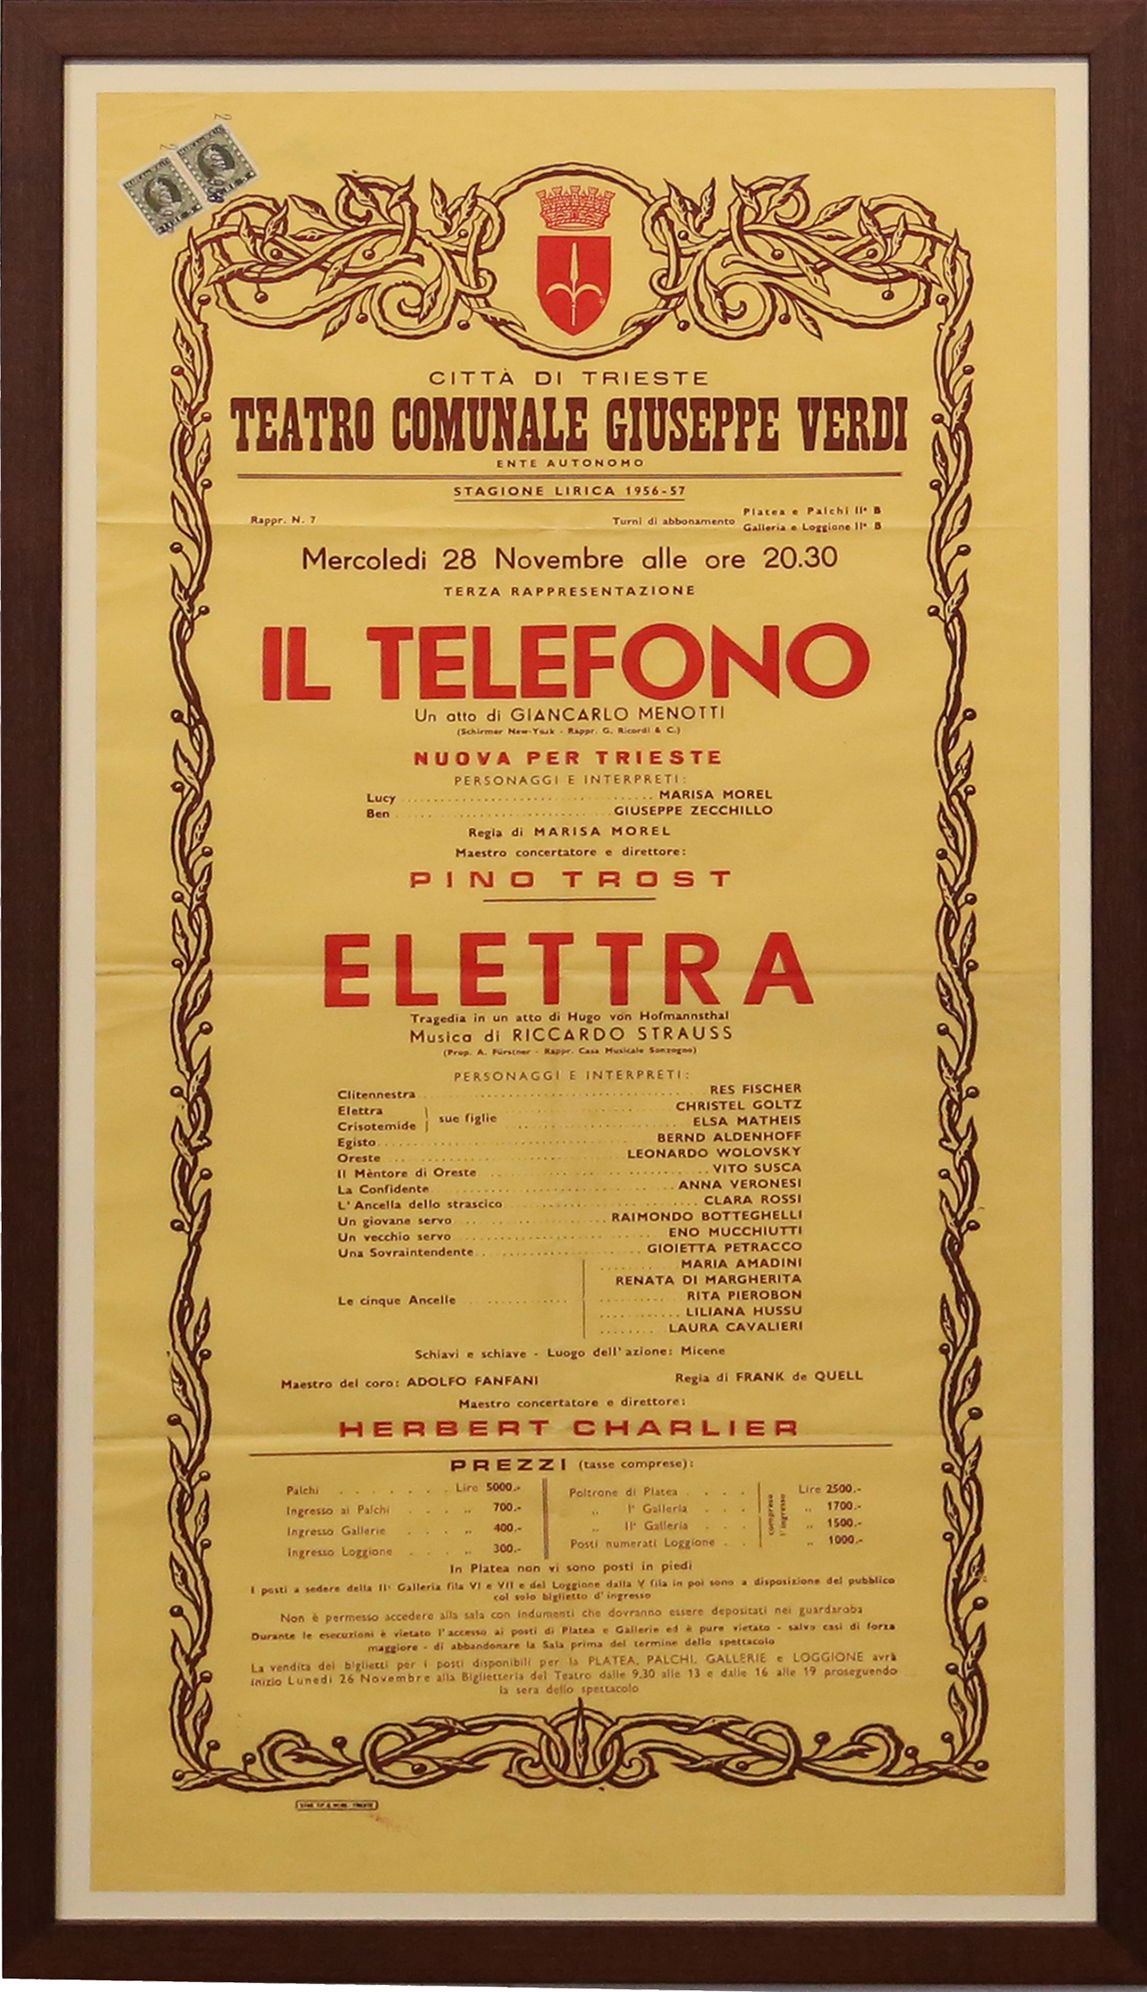 CITTÀ DI TRIESTE
TEATRO COMUNALE GIUSEPPE VERDI
ENTE AUTONOMO
STAGIONE LIRICA 1956-57
Rappr. N. 7
Turni di abbonamento
Platea e Palchi IIº B
Galleria e Loggione IIº B
Mercoledi 28 Novembre alle ore 20.30
TERZA RAPPRESENTAZIONE
IL TELEFONO
Un atto di GIANCARLO MENOTTI
(Schirmer New-York - Rappr. G. Ricordi & C.)
NUOVA PER TRIESTE
PERSONAGGI E INTERPRETI:
Lucy MARISA MOREL
Ben GIUSEPPE ZECCHILLO
Regia di MARISA MOREL
Maestro concertatore e direttore:
PINO TROST
ELETTRA
Tragedia in un atto di Hugo von Hofmannsthal
Musica di RICCARDO STRAUSS
(Prop. A. Fürstner - Rappr. Casa Musicale Sonzogno)
PERSONAGGI E INTERPRETI:
Clitennestra RES FISCHER
Elettra CHRISTEL GOLTZ
sue figlie
Crisotemide ELSA MATHEIS
Egisto BERND ALDENHOFF
Oreste LEONARDO WOLOVSKY
Il Mèntore di Oreste VITO SUSCA
La Confidente ANNA VERONESI
L'Ancella dello strascico CLARA ROSSI
Un giovane servo RAIMONDO BOTTEGHELLI
Un vecchio servo ENO MUCCHIUTTI
Una Sovraintendente GIOIETTA PETRACCO
Le cinque Ancelle
MARIA AMADINI
RENATA DI MARGHERITA
RITA PIEROBON
LILIANA HUSSU
LAURA CAVALIERI
Schiavi e schiave - Luogo dell'azione: Micene
Maestro del coro: ADOLFO FANFANI
Regia di FRANK de QUELL
Maestro concertatore e direttore:
HERBERT CHARLIER
PREZZI (tasse comprese):
Palchi . . . . . . . Lire 5000.-
Ingresso ai Palchi . . . „ 700.-
Ingresso Gallerie . . . . „ 400.-
Ingresso Loggione . . . . „ 300.-
Poltrone di Platea . . . .
„ Iª Galleria . . .
„ IIª Galleria . . .
Posti numerati Loggione . .
compreso
l'ingresso
Lire 2500.-
„ 1700.-
„ 1500.-
„ 1000.-
In Platea non vi sono posti in piedi
I posti a sedere della IIª Galleria fila VI e VII e del Loggione dalla V fila in poi sono a disposizione del pubblico
col solo biglietto d'ingresso
Non è permesso accedere alla sala con indumenti che dovranno essere depositati nei guardaroba
Durante le esecuzioni è vietato l'accesso ai posti di Platea e Gallerie ed è pure vietato - salvo casi di forza
maggiore - di abbandonare la Sala prima del termine dello spettacolo
La vendita dei biglietti per i posti disponibili per la PLATEA, PALCHI, GALLERIE e LOGGIONE avrà
inizio Lunedì 26 Novembre alla Biglietteria del Teatro dalle 9.30 alle 13 e dalle 16 alle 19 proseguendo
la sera dello spettacolo